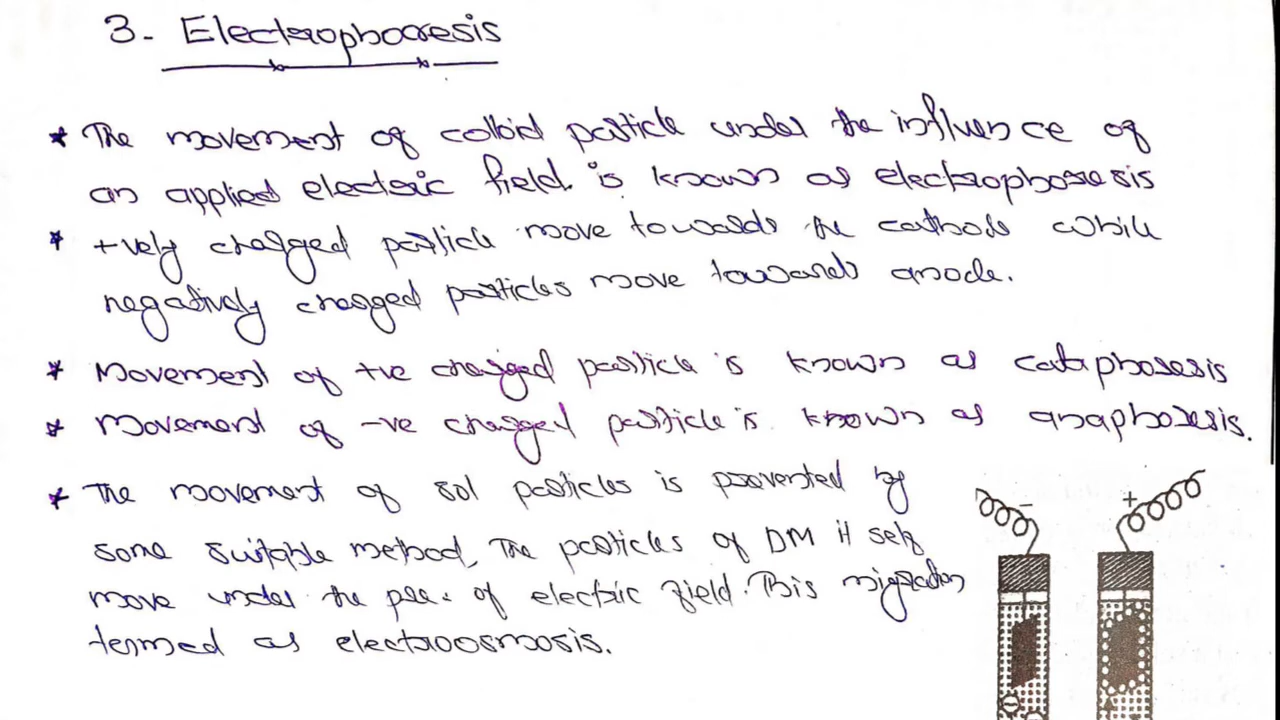 3. Electrophoresis
* The movement of colloid particle under the influence of
an applied electric field is known as electrophoresis
* +vely charged particle move towards the cathode while
negatively charged particles move towards anode.
* Movement of +ve charged particle is known as cataphoresis
* Movement of -ve charged particle is known as anaphoresis.
* The movement of sol particles is prevented by
some suitable method, The particles of DM it self
move under the pre. of electric field. This migration
termed as electroosmosis.
- +